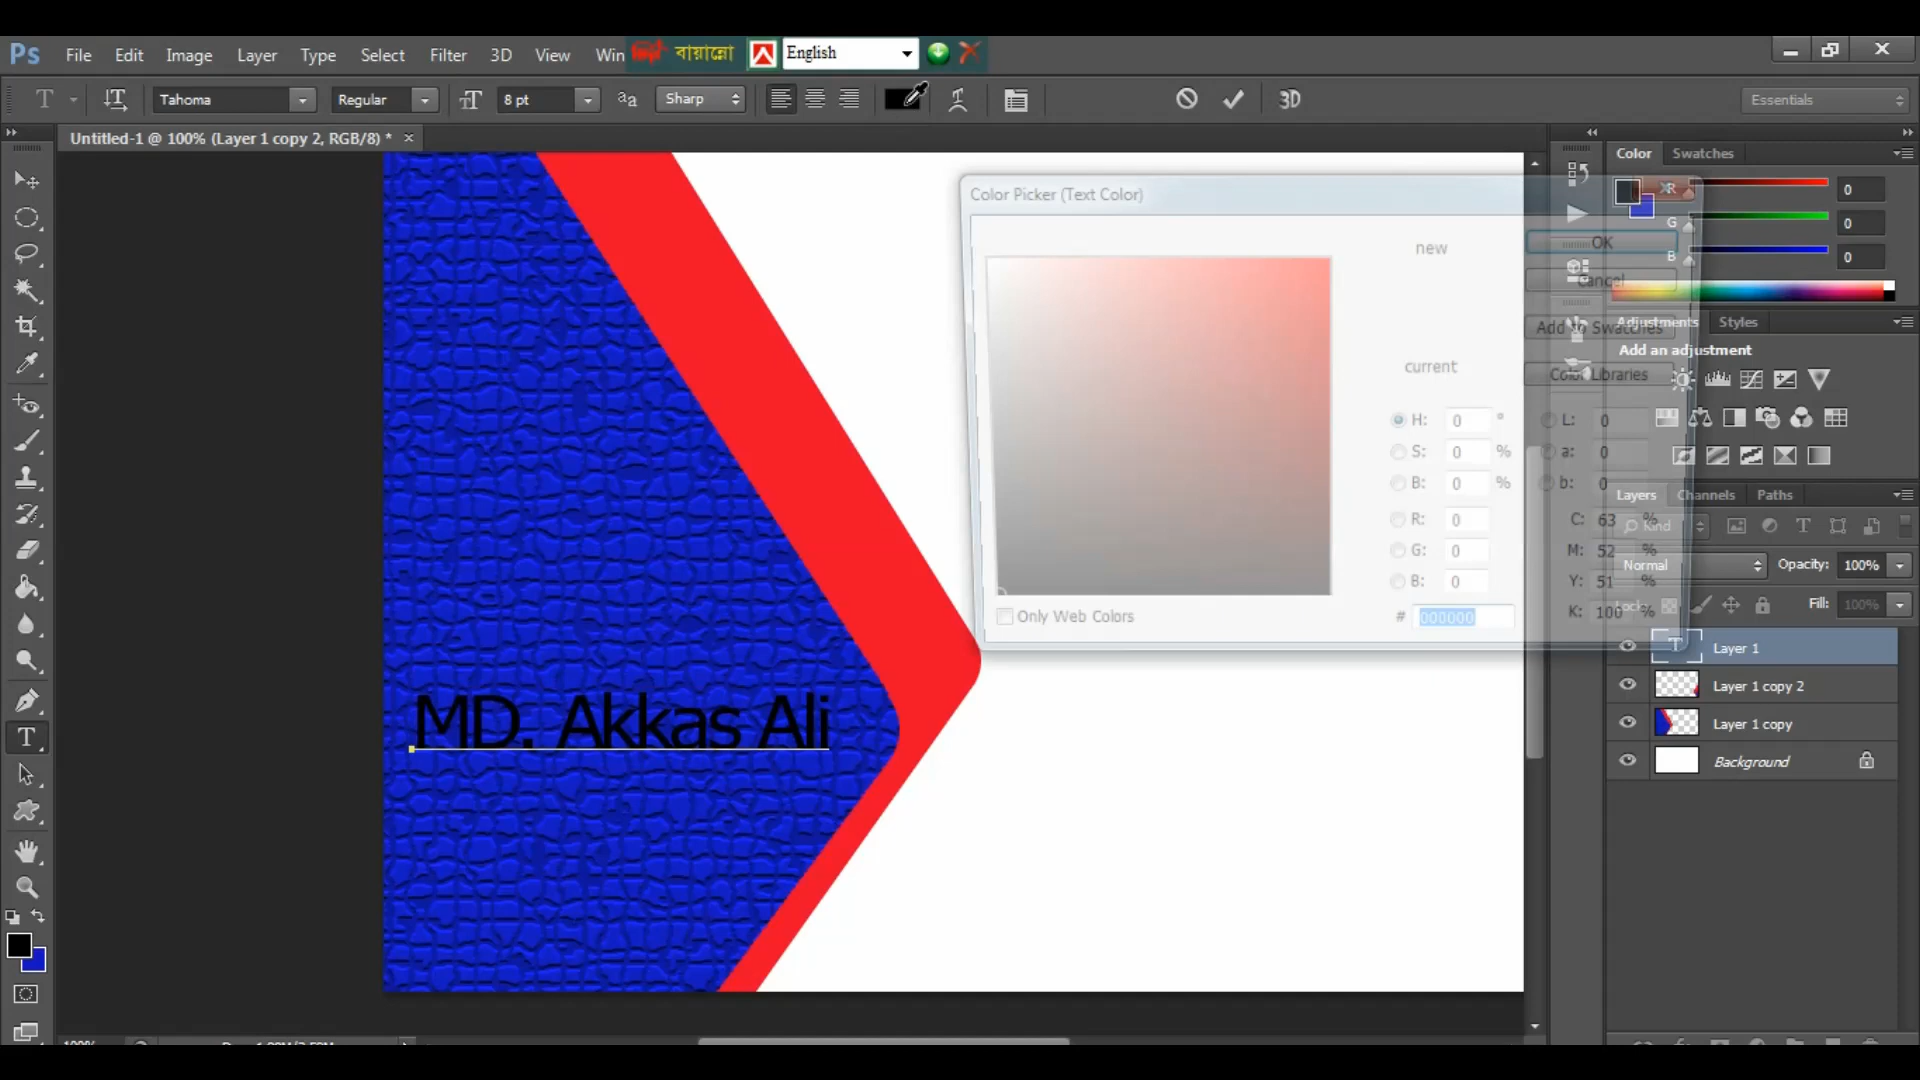 Ps File Edit Image Layer Type Select Filter 3D View Win বায়ান্নো English
T Tahoma Regular 8 pt aa Sharp 3D Essentials
Untitled-1 @ 100% (Layer 1 copy 2, RGB/8) *
Color Swatches
Color Picker (Text Color)
R 0
G 0
B 0
new
OK
Cancel
Add to Swatches
current
Color Libraries
Adjustments Styles
Add an adjustment
H: 0 °
S: 0 %
B: 0 %
R: 0
G: 0
B: 0
L: 0
a: 0
b: 0
C: 63 %
M: 52 %
Y: 51 %
K: 100 %
Only Web Colors
# 000000
Layers Channels Paths
Kind
Normal Opacity: 100%
Lock: Fill: 100%
Layer 1
Layer 1 copy 2
Layer 1 copy
Background
MD. Akkas Ali
100%